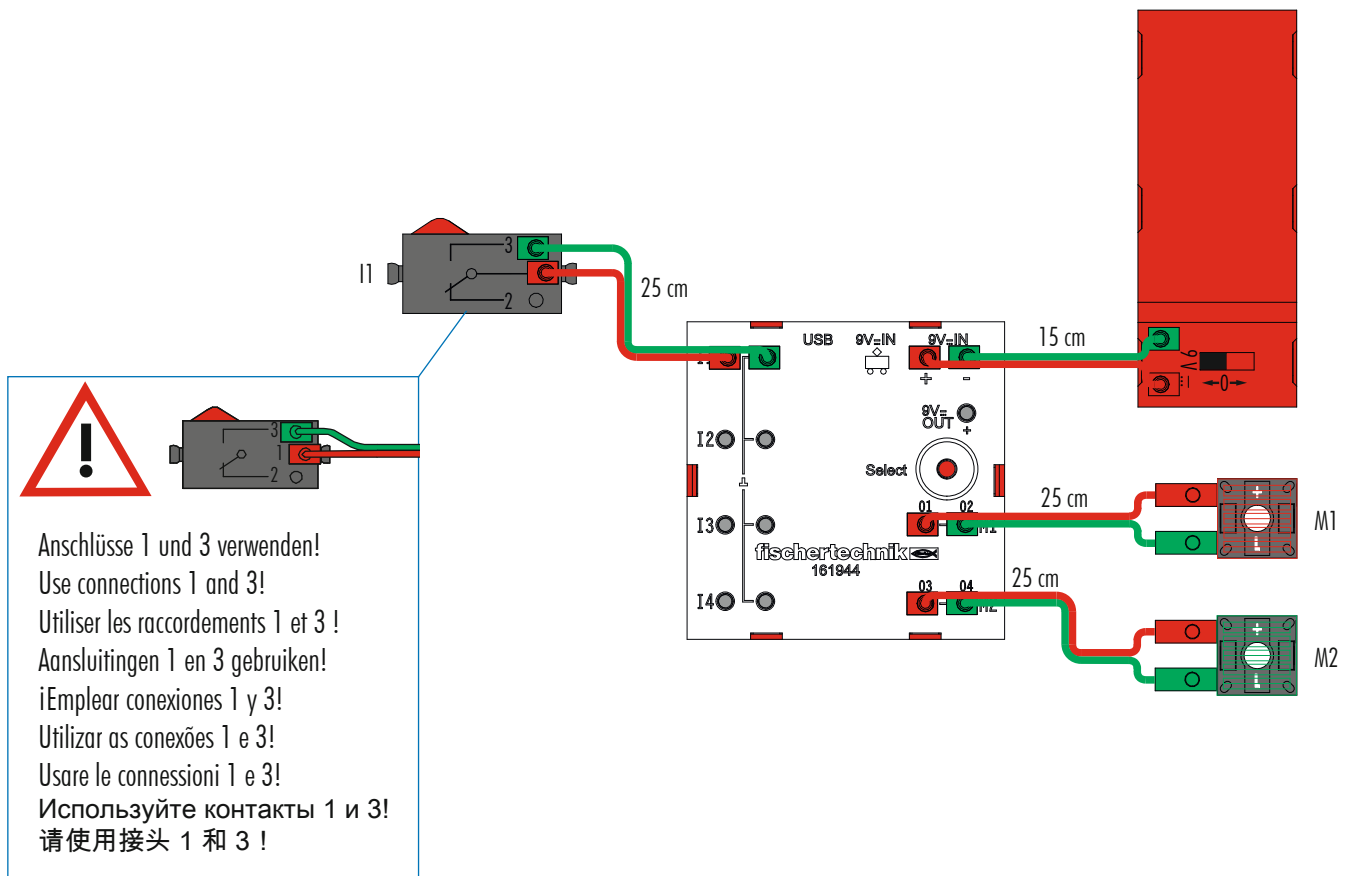 I1
3
2
25 cm
USB
9V=IN
9V=IN
+ -
15 cm
9 V
←0→
9V=
OUT
+
I2
Select
I3
O1 O2
M1
25 cm
M1
fischertechnik
161944
I4
O3 O4
M2
25 cm
M2
3
1
2
Anschlüsse 1 und 3 verwenden!
Use connections 1 and 3!
Utiliser les raccordements 1 et 3 !
Aansluitingen 1 en 3 gebruiken!
¡Emplear conexiones 1 y 3!
Utilizar as conexões 1 e 3!
Usare le connessioni 1 e 3!
Используйте контакты 1 и 3!
请使用接头 1 和 3！